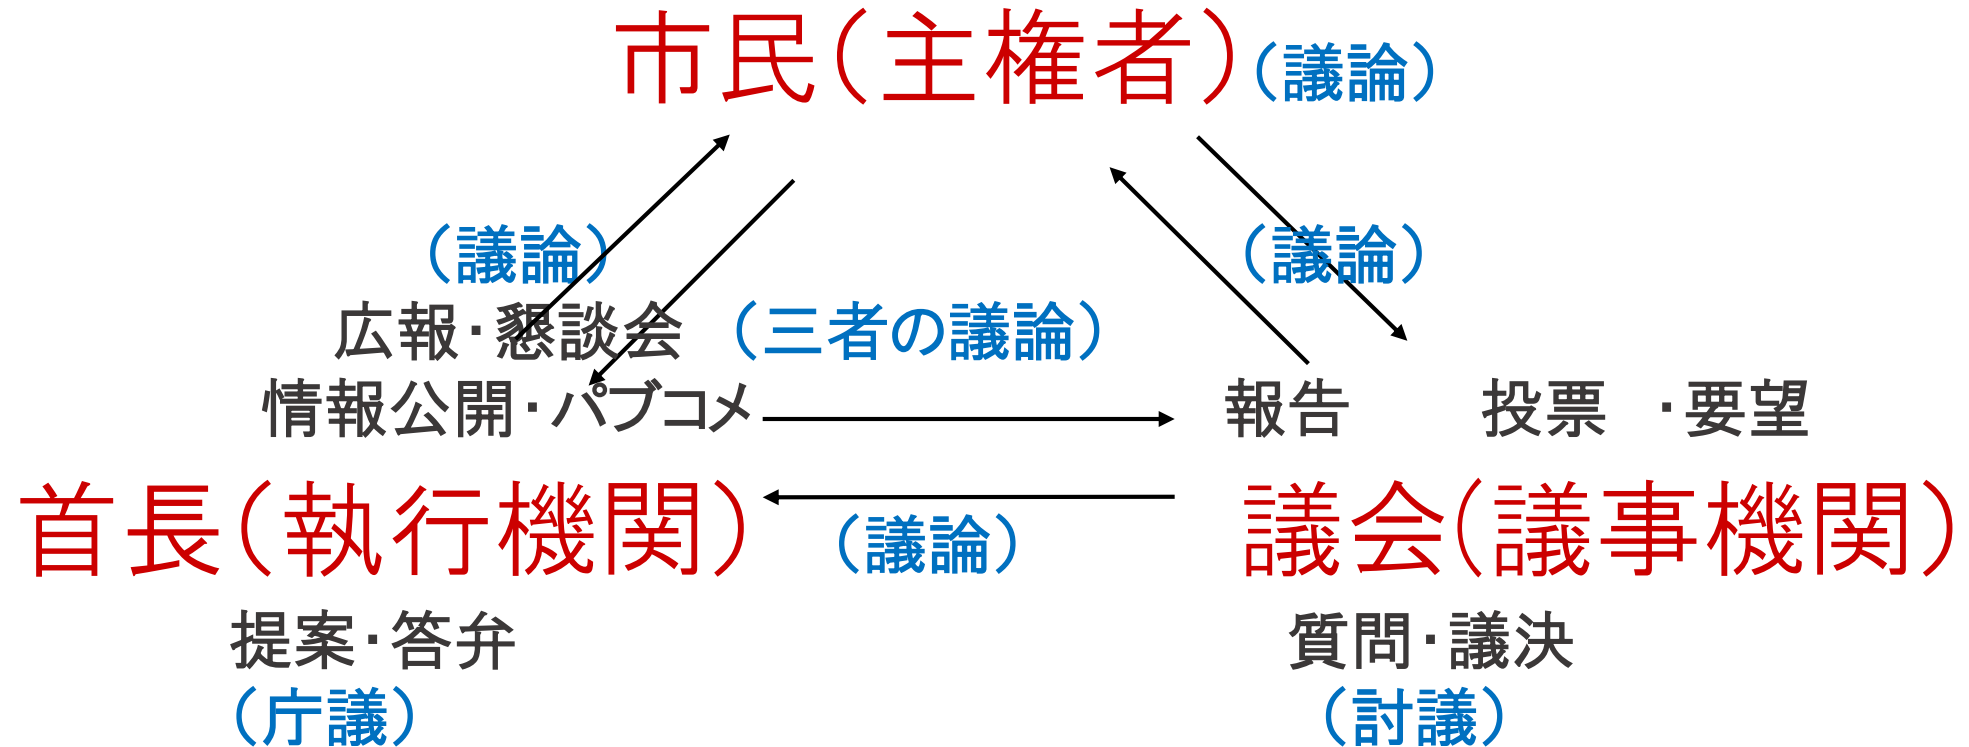 市民（主権者）（議論）
（議論）　（議論）
広報・懇談会　（三者の議論）
情報公開・パブコメ　報告　投票　・要望
首長（執行機関）　議会（議事機関）
（議論）
提案・答弁　質問・議決
（庁議）　（討議）